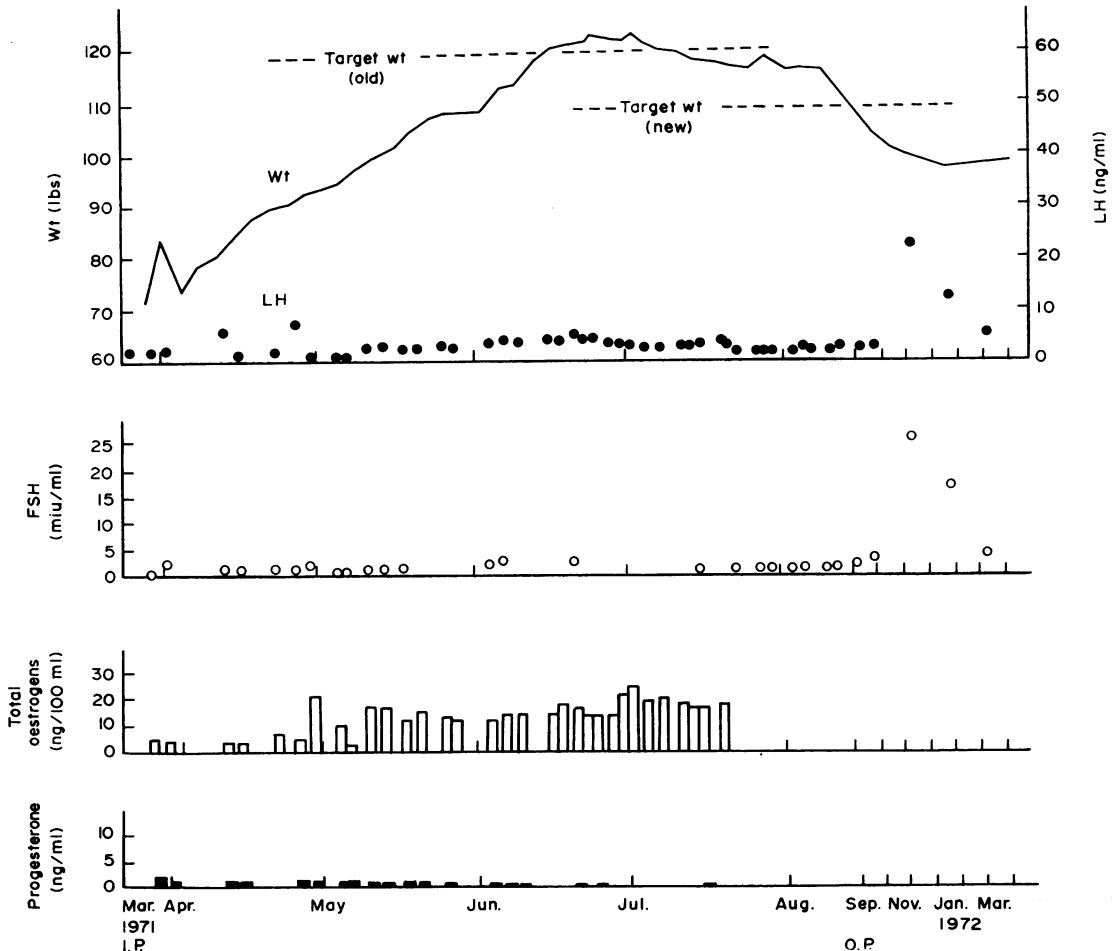 120
110
100
90
80
70
60
Wt (lbs)
Target wt
(old)
Target wt
(new)
Wt
LH
60
50
40
30
20
10
0
LH (ng/ml)
25
20
15
10
5
0
FSH
(miu/ml)
30
20
10
0
Total
oestrogens
(ng/100 ml)
10
5
0
Progesterone
(ng/ml)
Mar. Apr. May Jun. Jul. Aug. Sep. Nov. Jan. Mar.
1971 1972
I.P. O.P.